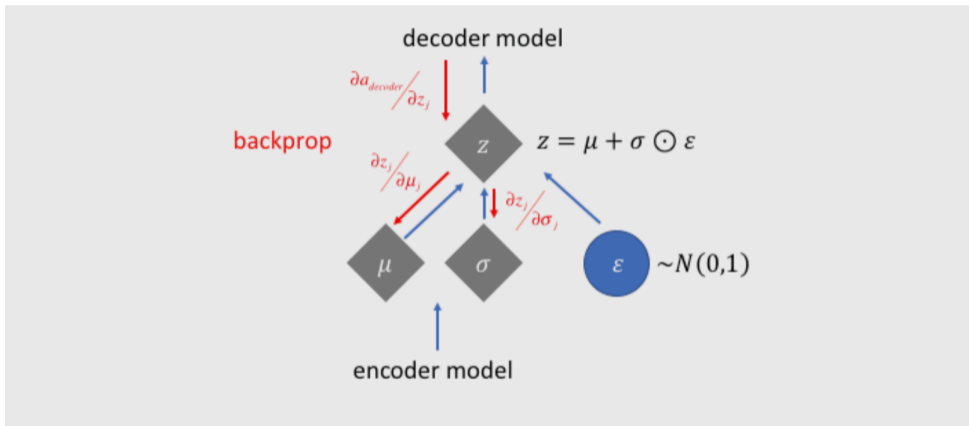 decoder model
∂a_decoder/∂z_j
backprop
z
z = μ + σ ⊙ ε
∂z_j/∂μ_j
∂z_j/∂σ_j
μ
σ
ε
~N(0,1)
encoder model